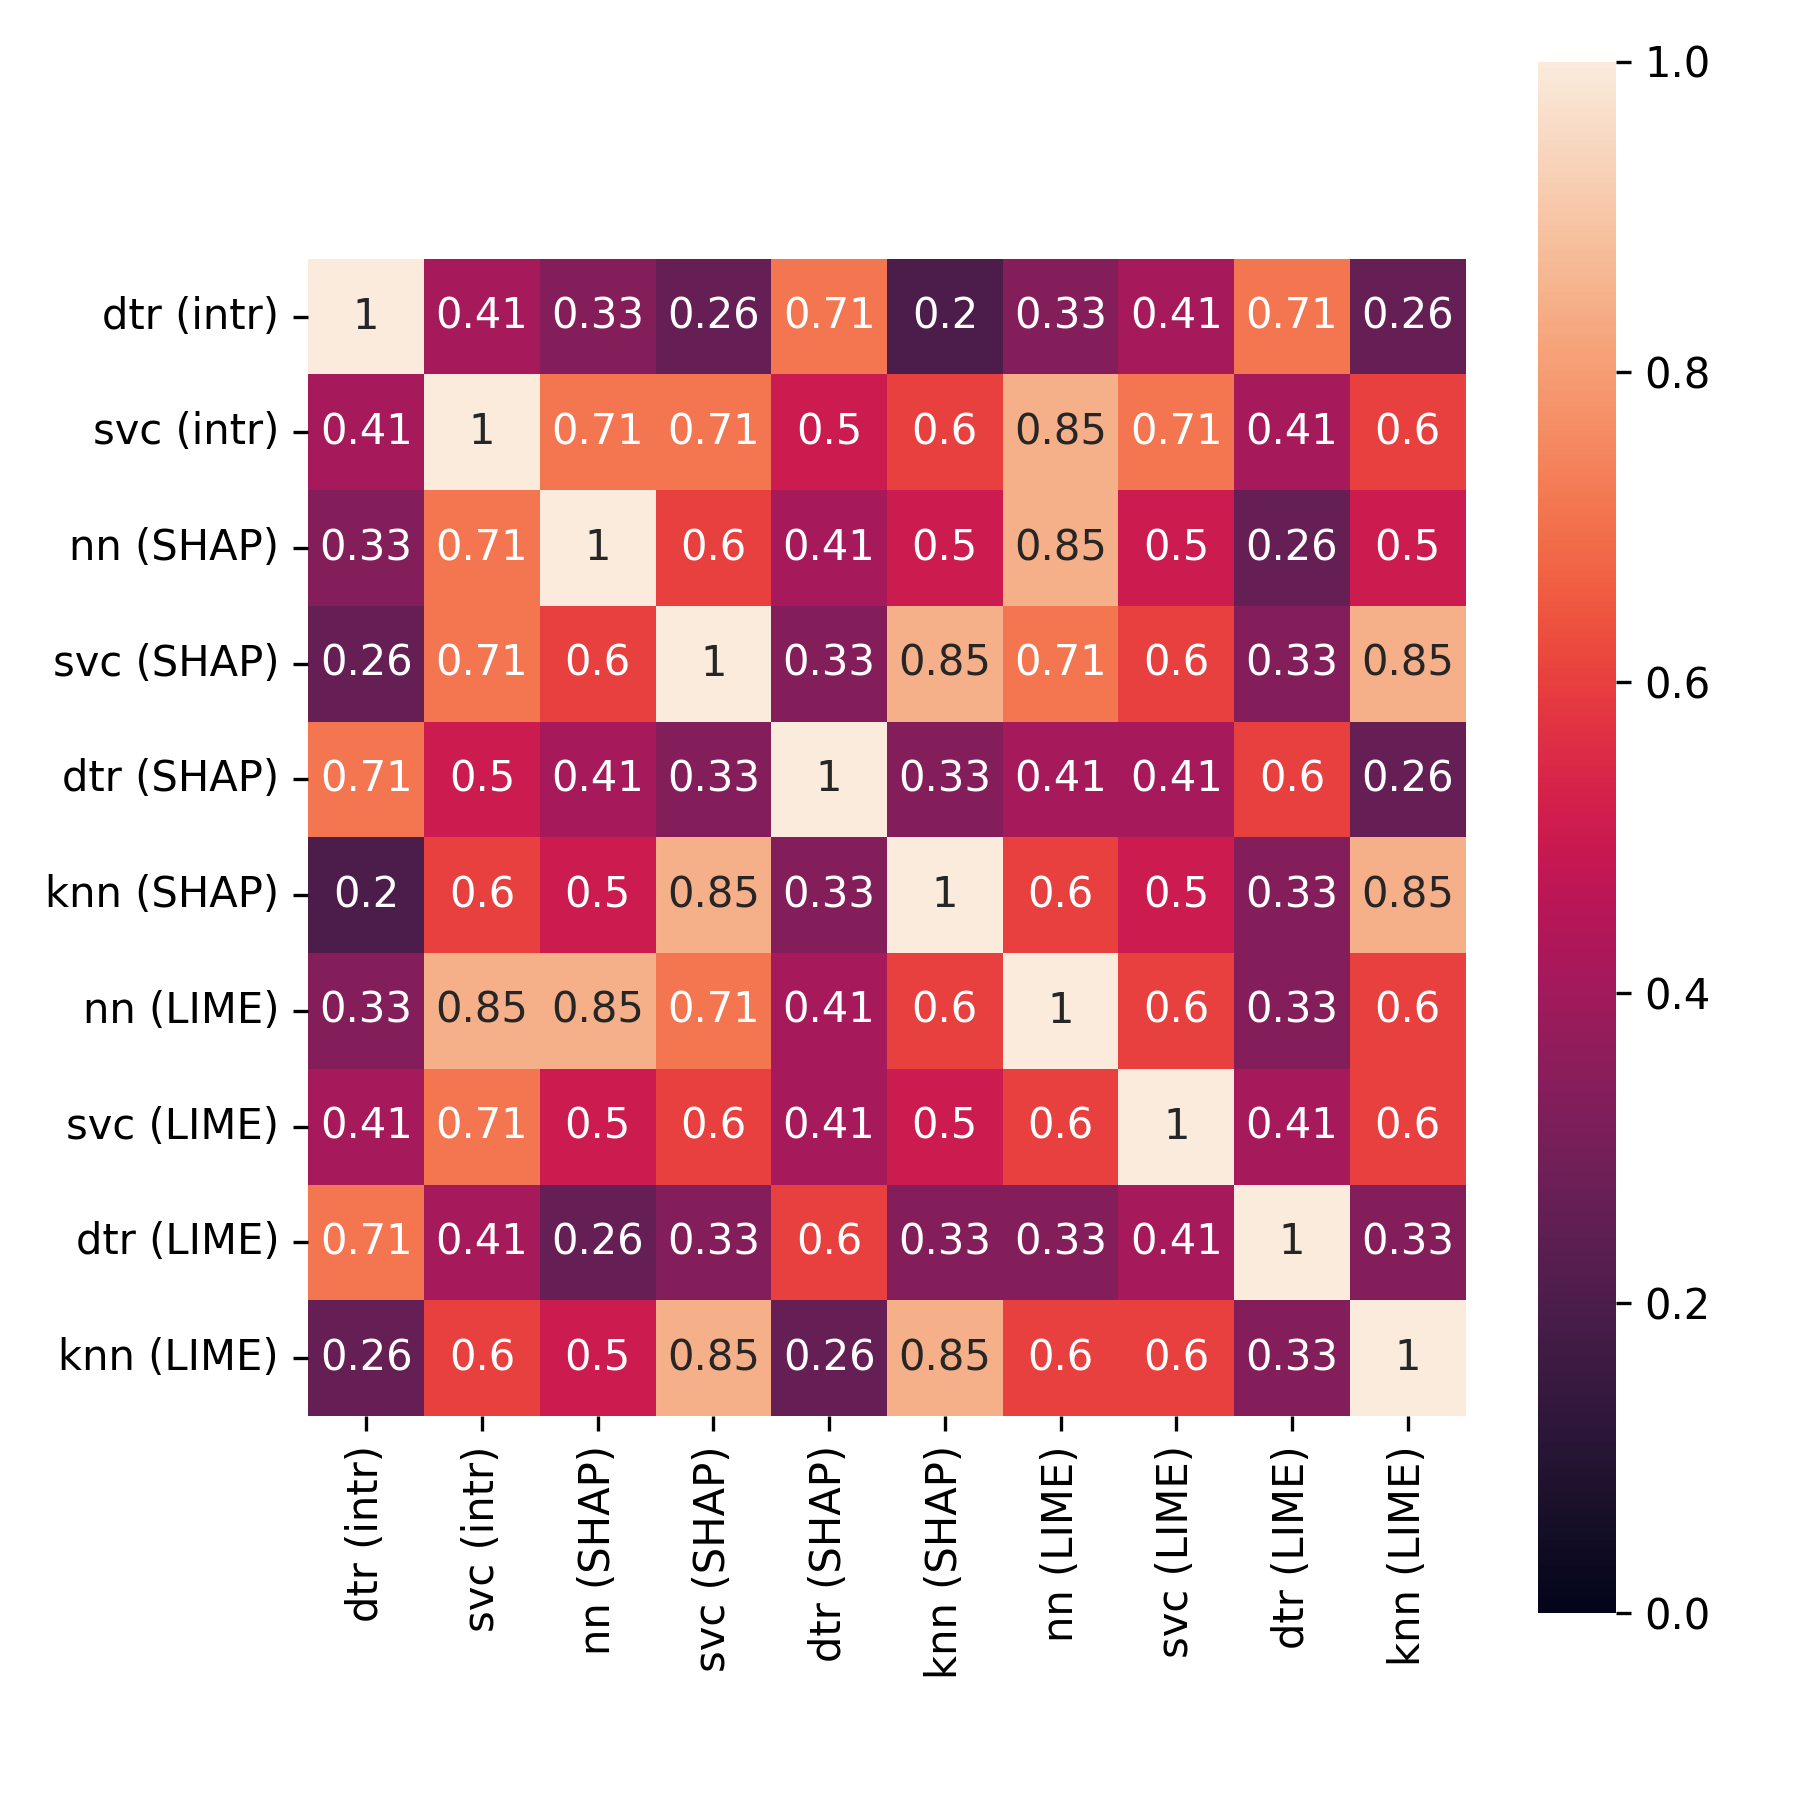 1.0
dtr (intr) 1 0.41 0.33 0.26 0.71 0.2 0.33 0.41 0.71 0.26
0.8
svc (intr) 0.41 1 0.71 0.71 0.5 0.6 0.85 0.71 0.41 0.6
nn (SHAP) 0.33 0.71 1 0.6 0.41 0.5 0.85 0.5 0.26 0.5
svc (SHAP) 0.26 0.71 0.6 1 0.33 0.85 0.71 0.6 0.33 0.85
0.6
dtr (SHAP) 0.71 0.5 0.41 0.33 1 0.33 0.41 0.41 0.6 0.26
knn (SHAP) 0.2 0.6 0.5 0.85 0.33 1 0.6 0.5 0.33 0.85
0.4
nn (LIME) 0.33 0.85 0.85 0.71 0.41 0.6 1 0.6 0.33 0.6
svc (LIME) 0.41 0.71 0.5 0.6 0.41 0.5 0.6 1 0.41 0.6
dtr (LIME) 0.71 0.41 0.26 0.33 0.6 0.33 0.33 0.41 1 0.33
0.2
knn (LIME) 0.26 0.6 0.5 0.85 0.26 0.85 0.6 0.6 0.33 1
0.0
dtr (intr)
svc (intr)
nn (SHAP)
svc (SHAP)
dtr (SHAP)
knn (SHAP)
nn (LIME)
svc (LIME)
dtr (LIME)
knn (LIME)